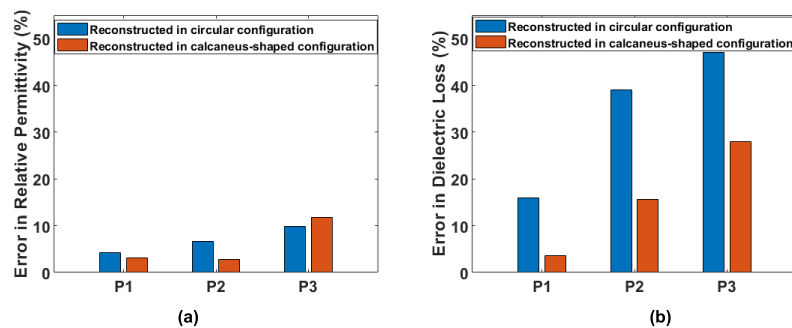 Error in Relative Permittivity (%)
50
40
30
20
10
0
Reconstructed in circular configuration
Reconstructed in calcaneus-shaped configuration
P1
P2
P3
(a)
Error in Dielectric Loss (%)
50
40
30
20
10
0
Reconstructed in circular configuration
Reconstructed in calcaneus-shaped configuration
P1
P2
P3
(b)